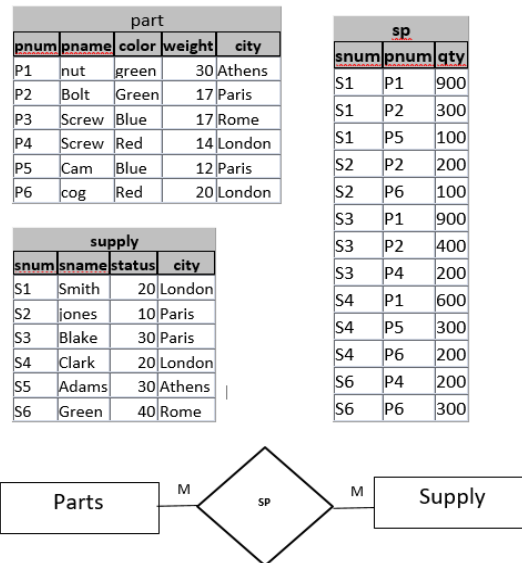 part
pnum pname color weight city
P1 nut green 30 Athens
P2 Bolt Green 17 Paris
P3 Screw Blue 17 Rome
P4 Screw Red 14 London
P5 Cam Blue 12 Paris
P6 cog Red 20 London
supply
snum sname status city
S1 Smith 20 London
S2 jones 10 Paris
S3 Blake 30 Paris
S4 Clark 20 London
S5 Adams 30 Athens
S6 Green 40 Rome
sp
snum pnum qty
S1 P1 900
S1 P2 300
S1 P5 100
S2 P2 200
S2 P6 100
S3 P1 900
S3 P2 400
S3 P4 200
S4 P1 600
S4 P5 300
S4 P6 200
S6 P4 200
S6 P6 300
Parts M SP M Supply